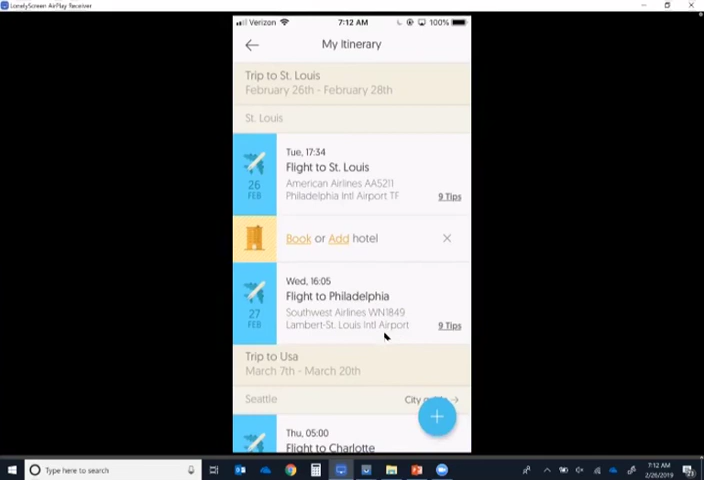 LonelyScreen AirPlay Receiver
Verizon
7:12 AM
100%
My Itinerary
Trip to St. Louis
February 26th - February 28th
St. Louis
Tue, 17:34
Flight to St. Louis
American Airlines AA5211
Philadelphia Intl Airport TF
9 Tips
26
FEB
Book or Add hotel
Wed, 16:05
Flight to Philadelphia
Southwest Airlines WN1849
Lambert-St. Louis Intl Airport
9 Tips
27
FEB
Trip to Usa
March 7th - March 20th
Seattle
City
Thu, 05:00
Flight to Charlotte
Type here to search
7:12 AM
2/26/2019